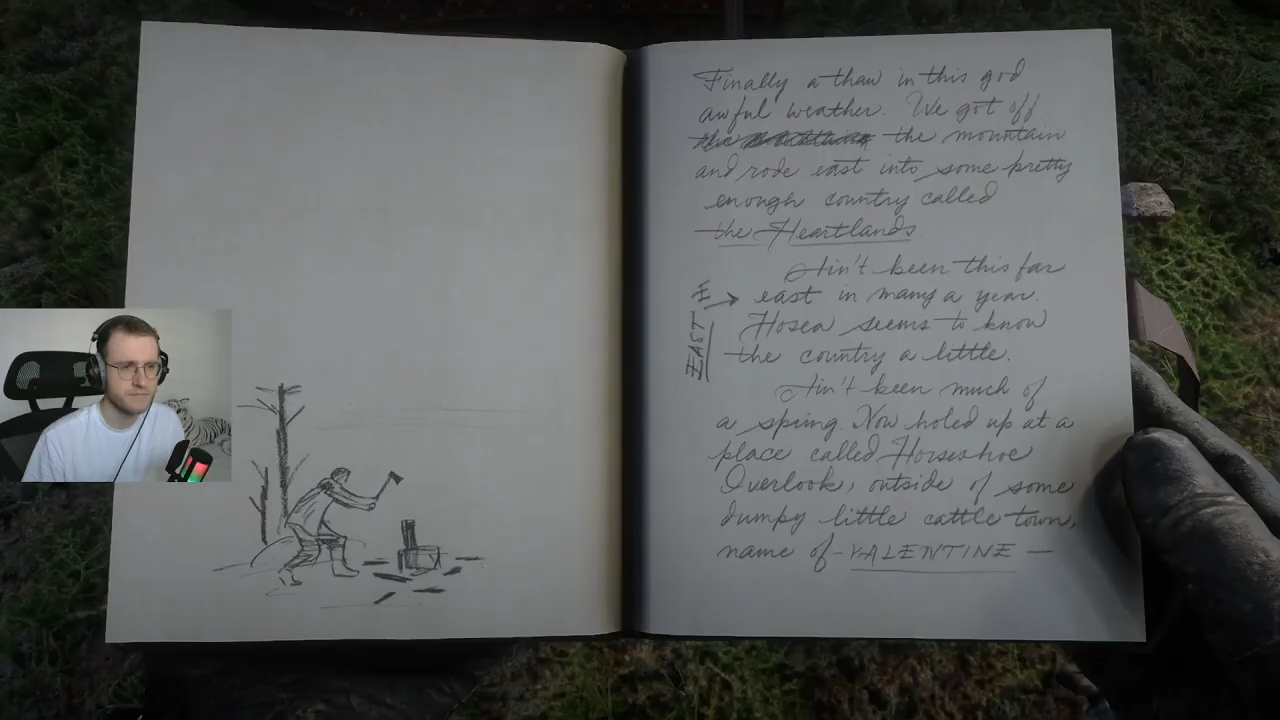 Finally a thaw in this god
awful weather. We got off
the the mountain
and rode east into some pretty
enough country called
the Heartlands.
Ain't been this far
east in many a year.
Hosea seems to know
the country a little.
EAST
Ain't been much of
a spring. Now holed up at a
place called Horseshoe
Overlook, outside of some
dumpy little cattle town,
name of - VALENTINE -